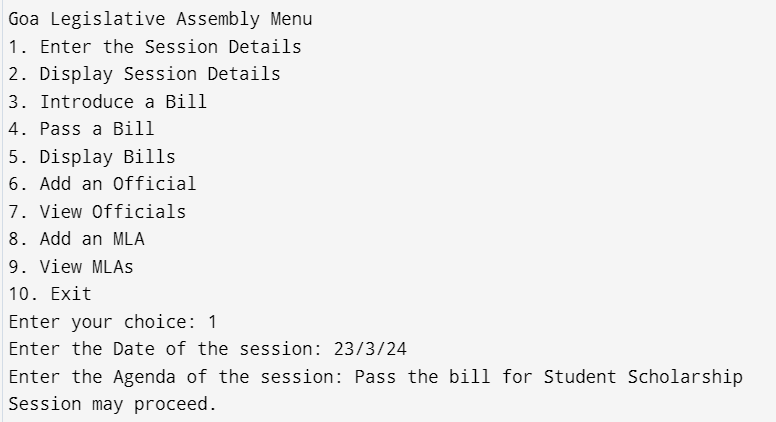 Goa Legislative Assembly Menu
1. Enter the Session Details
2. Display Session Details
3. Introduce a Bill
4. Pass a Bill
5. Display Bills
6. Add an Official
7. View Officials
8. Add an MLA
9. View MLAs
10. Exit
Enter your choice: 1
Enter the Date of the session: 23/3/24
Enter the Agenda of the session: Pass the bill for Student Scholarship
Session may proceed.